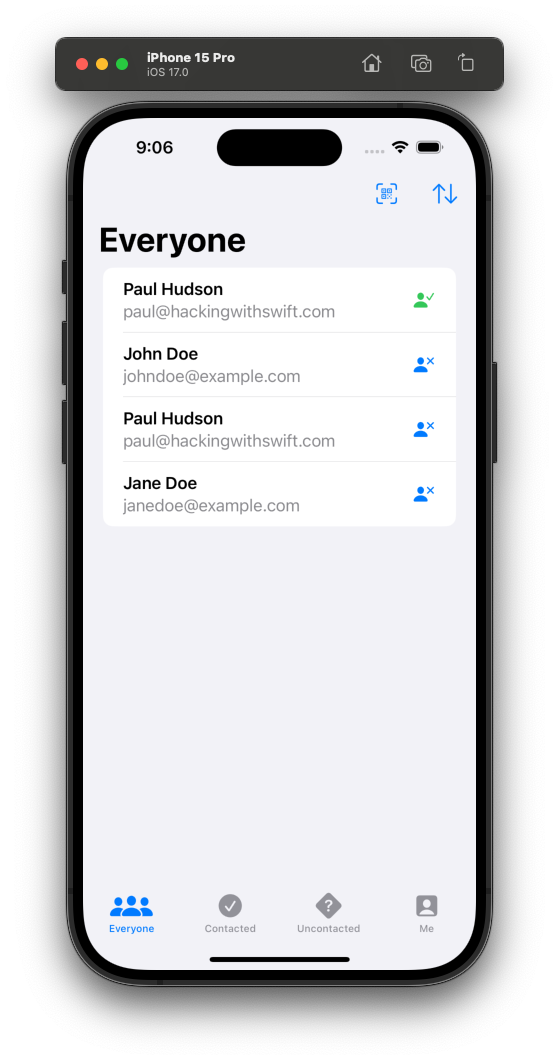 iPhone 15 Pro
iOS 17.0
9:06
Everyone
Paul Hudson
paul@hackingwithswift.com
John Doe
johndoe@example.com
Paul Hudson
paul@hackingwithswift.com
Jane Doe
janedoe@example.com
Everyone
Contacted
Uncontacted
Me